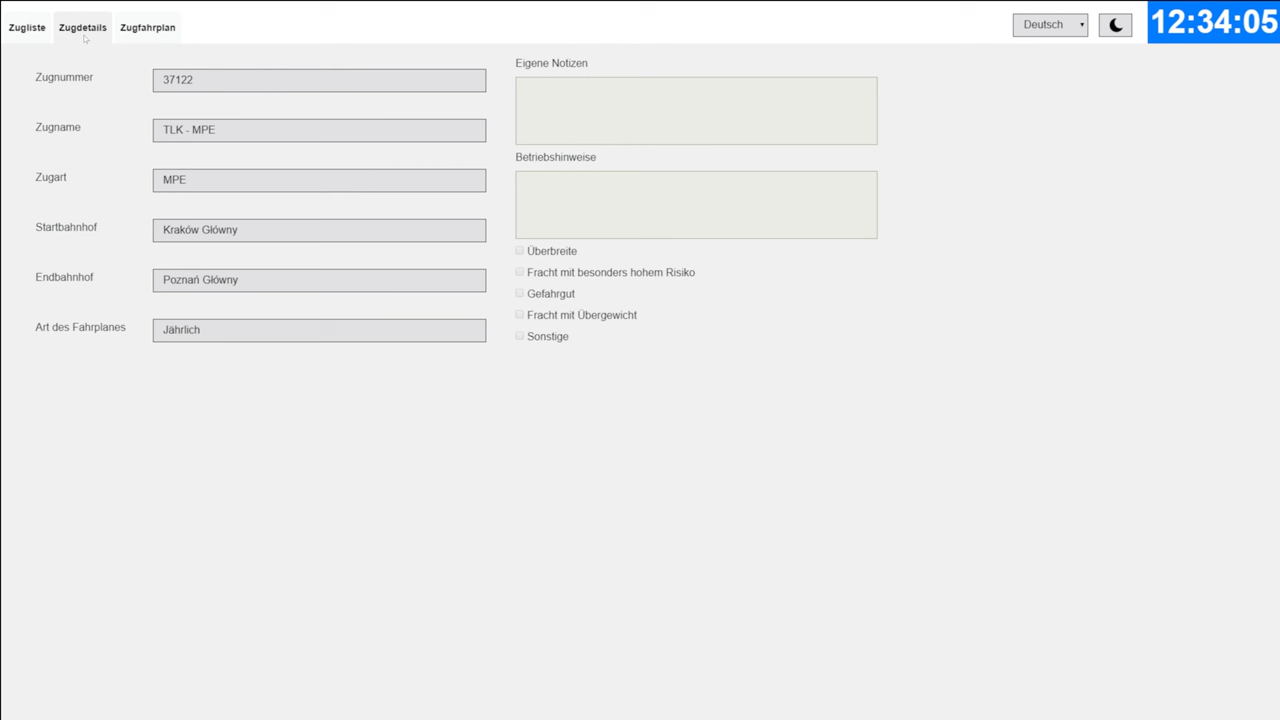 Zugliste Zugdetails Zugfahrplan Deutsch 12:34:05
Zugnummer 37122
Zugname TLK - MPE
Zugart MPE
Startbahnhof Kraków Główny
Endbahnhof Poznań Główny
Art des Fahrplanes Jährlich
Eigene Notizen
Betriebshinweise
Überbreite
Fracht mit besonders hohem Risiko
Gefahrgut
Fracht mit Übergewicht
Sonstige